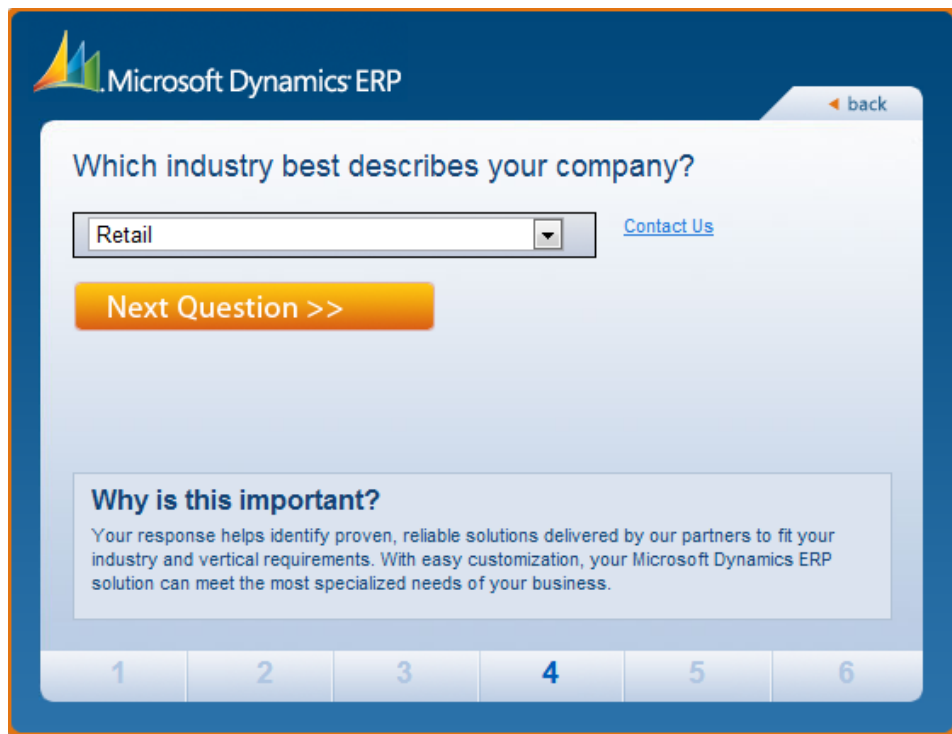 Microsoft Dynamics ERP
back
Which industry best describes your company?
Retail
Contact Us
Next Question >>
Why is this important?
Your response helps identify proven, reliable solutions delivered by our partners to fit your
industry and vertical requirements. With easy customization, your Microsoft Dynamics ERP
solution can meet the most specialized needs of your business.
1 2 3 4 5 6